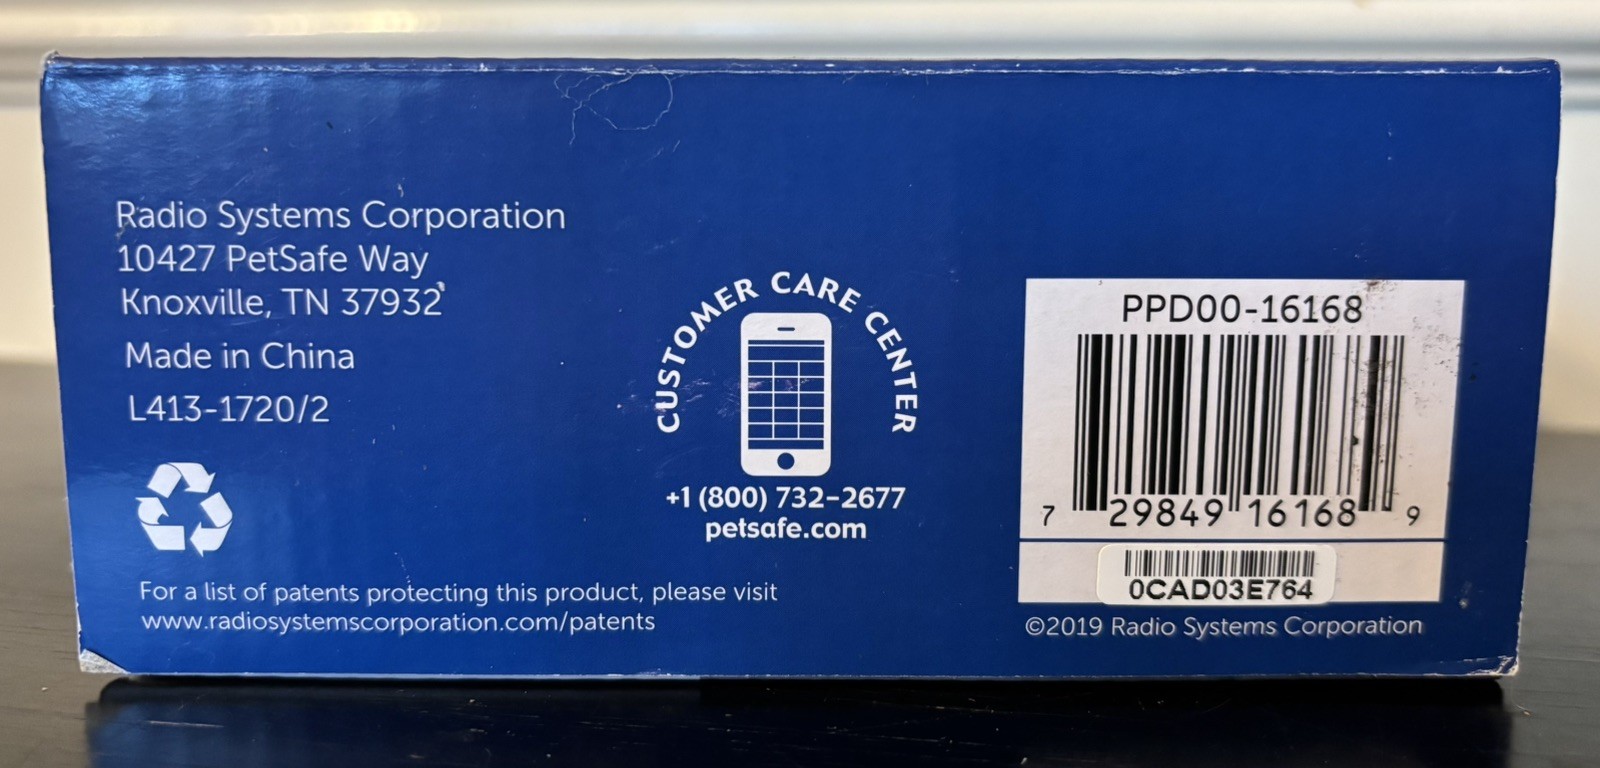 Radio Systems Corporation
10427 PetSafe Way
Knoxville, TN 37932
Made in China
L413-1720/2
For a list of patents protecting this product, please visit
www.radiosystemscorporation.com/patents
CUSTOMER CARE CENTER
+1 (800) 732-2677
petsafe.com
PPD00-16168
7 29849 16168 9
0CAD03E764
©2019 Radio Systems Corporation